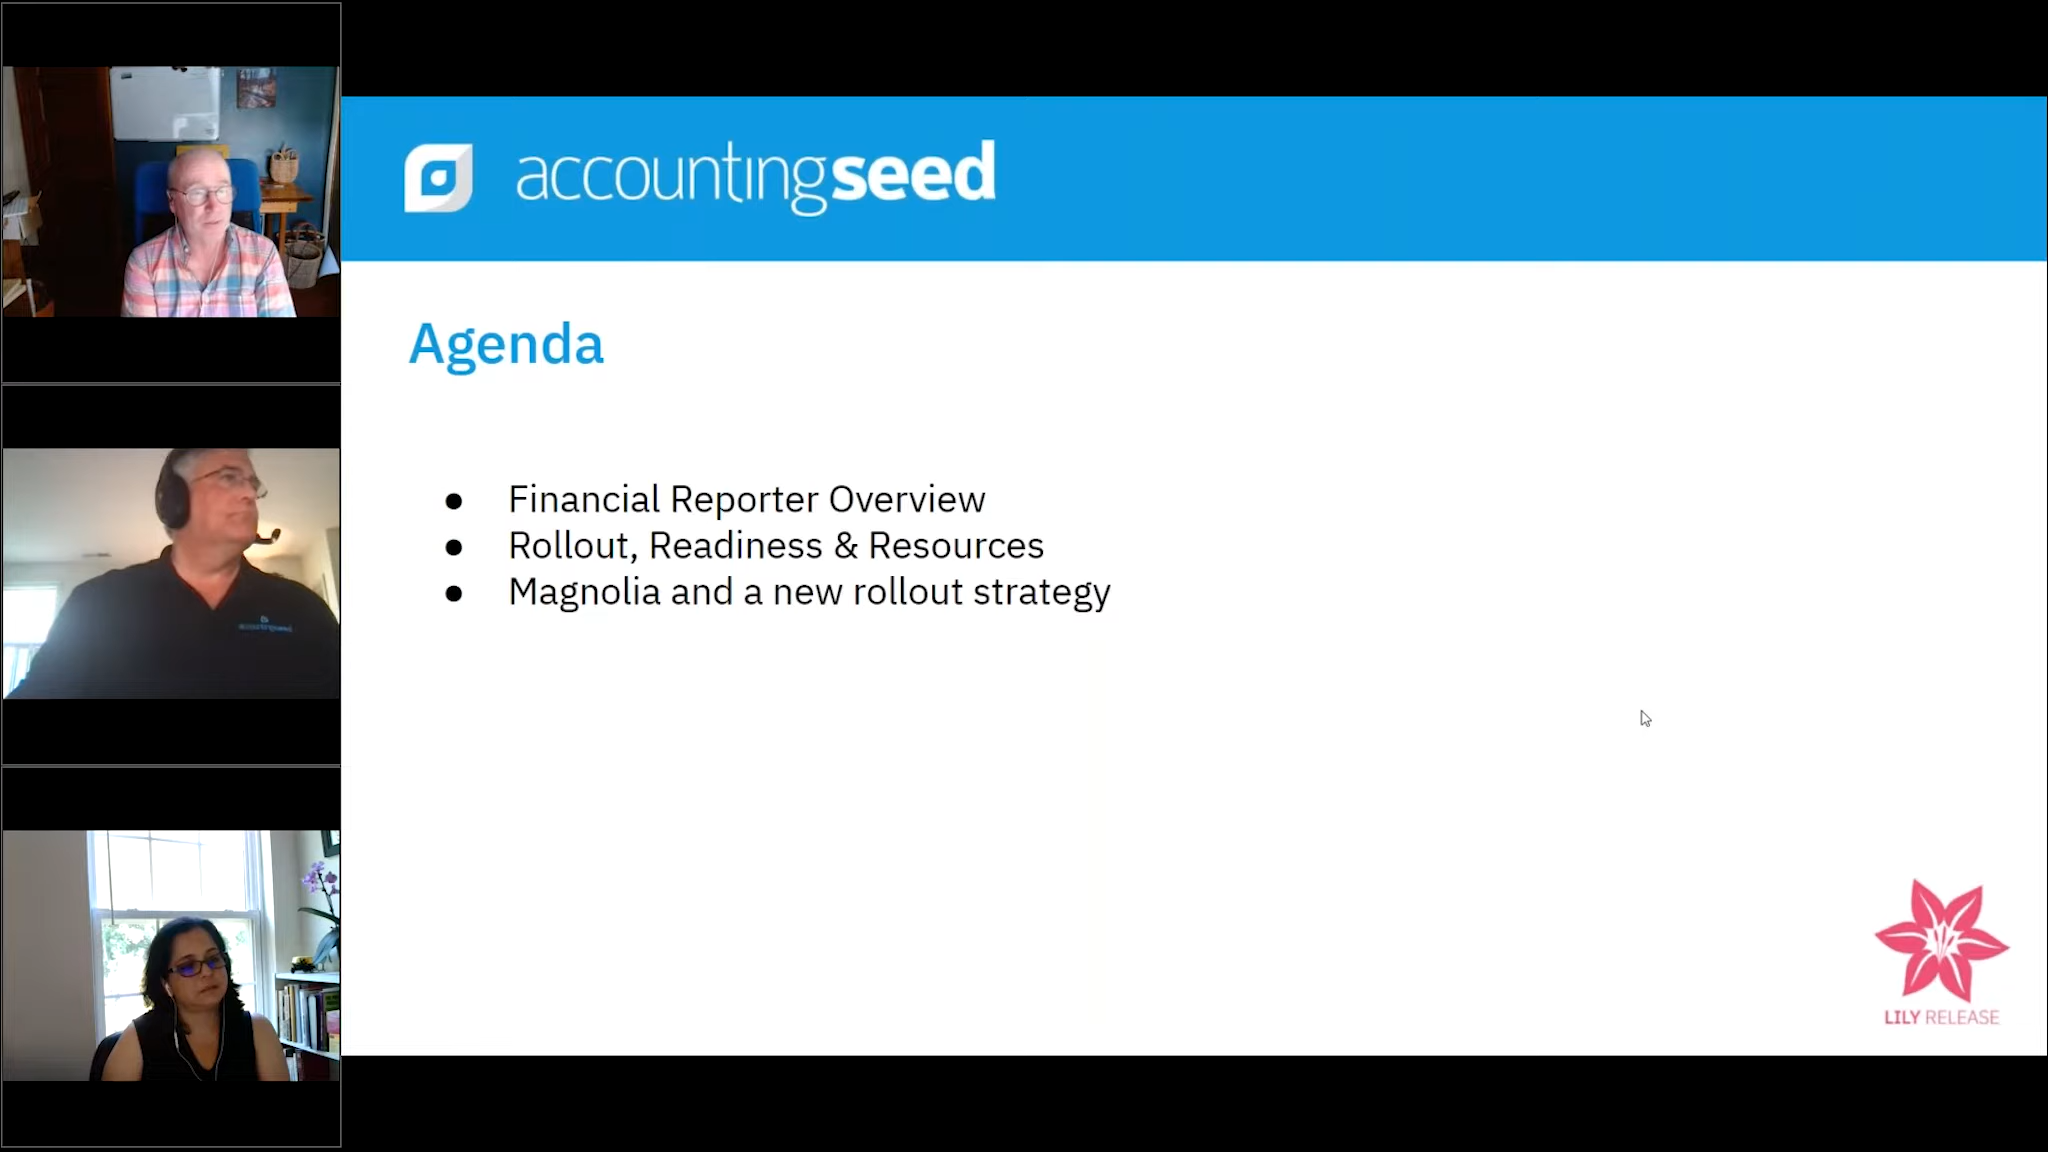 accountingseed
Agenda
● Financial Reporter Overview
● Rollout, Readiness & Resources
● Magnolia and a new rollout strategy
LILY RELEASE